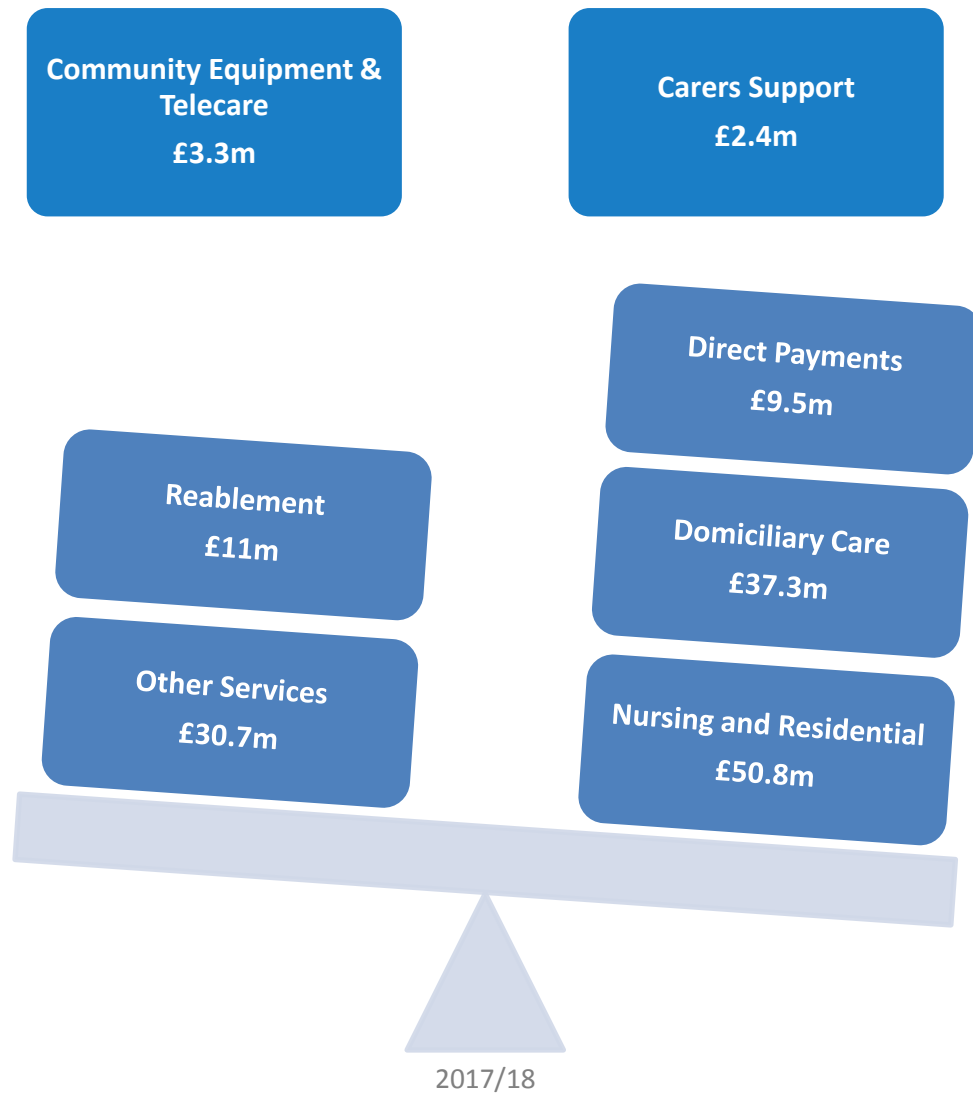 Community Equipment &
Telecare
£3.3m
Carers Support
£2.4m
Direct Payments
£9.5m
Reablement
£11m
Domiciliary Care
£37.3m
Other Services
£30.7m
Nursing and Residential
£50.8m
2017/18